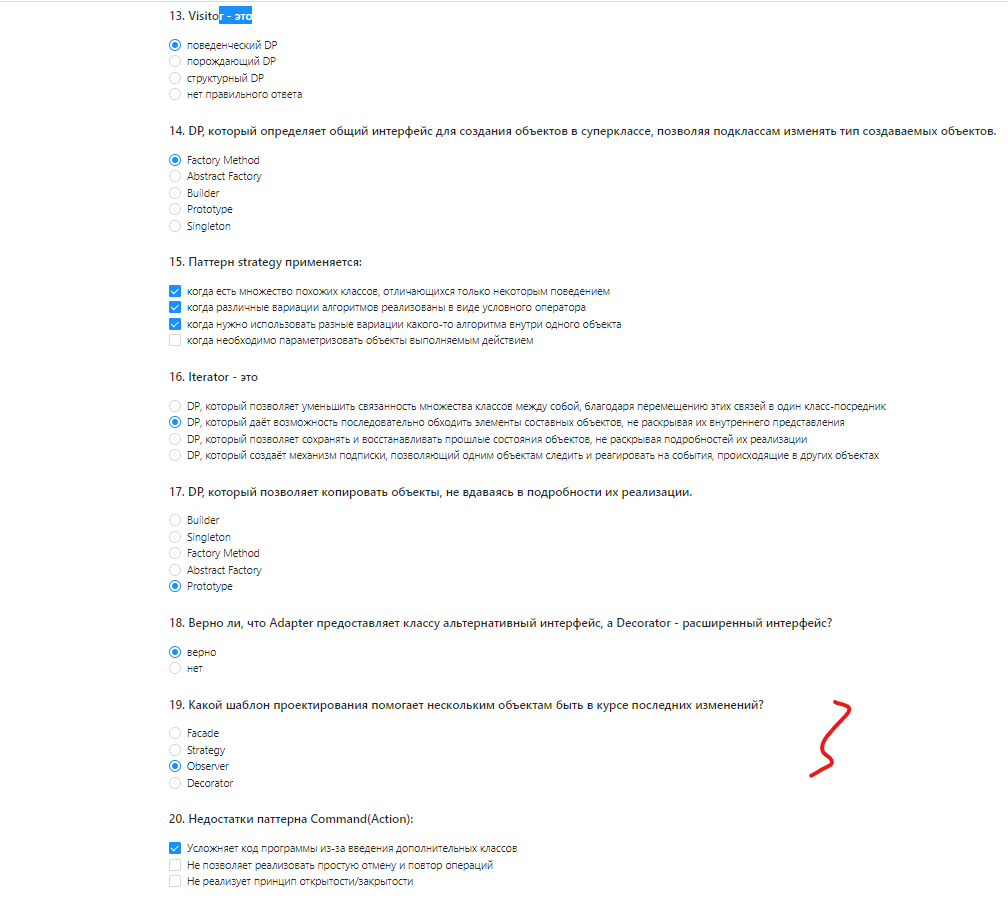 13. Visitor - это
поведенческий DP
порождающий DP
структурный DP
нет правильного ответа
14. DP, который определяет общий интерфейс для создания объектов в суперклассе, позволяя подклассам изменять тип создаваемых объектов.
Factory Method
Abstract Factory
Builder
Prototype
Singleton
15. Паттерн strategy применяется:
когда есть множество похожих классов, отличающихся только некоторым поведением
когда различные вариации алгоритмов реализованы в виде условного оператора
когда нужно использовать разные вариации какого-то алгоритма внутри одного объекта
когда необходимо параметризовать объекты выполняемым действием
16. Iterator - это
DP, который позволяет уменьшить связанность множества классов между собой, благодаря перемещению этих связей в один класс-посредник
DP, который даёт возможность последовательно обходить элементы составных объектов, не раскрывая их внутреннего представления
DP, который позволяет сохранять и восстанавливать прошлые состояния объектов, не раскрывая подробностей их реализации
DP, который создаёт механизм подписки, позволяющий одним объектам следить и реагировать на события, происходящие в других объектах
17. DP, который позволяет копировать объекты, не вдаваясь в подробности их реализации.
Builder
Singleton
Factory Method
Abstract Factory
Prototype
18. Верно ли, что Adapter предоставляет классу альтернативный интерфейс, а Decorator - расширенный интерфейс?
верно
нет
19. Какой шаблон проектирования помогает нескольким объектам быть в курсе последних изменений?
Facade
Strategy
Observer
Decorator
20. Недостатки паттерна Command(Action):
Усложняет код программы из-за введения дополнительных классов
Не позволяет реализовать простую отмену и повтор операций
Не реализует принцип открытости/закрытости